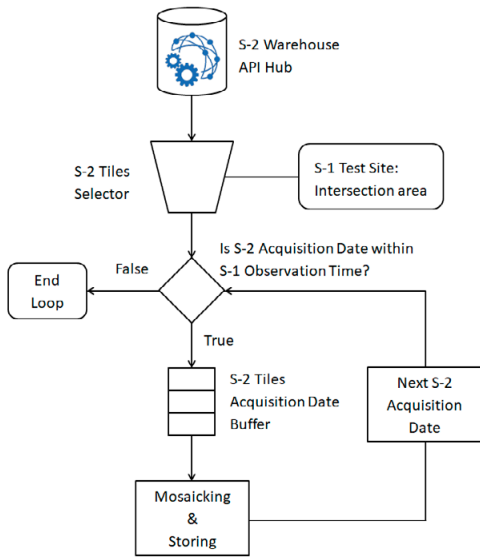 S-2 Warehouse
API Hub
S-2 Tiles
Selector
S-1 Test Site:
Intersection area
Is S-2 Acquisition Date within
S-1 Observation Time?
False
End
Loop
True
S-2 Tiles
Acquisition Date
Buffer
Next S-2
Acquisition
Date
Mosaicking
&
Storing